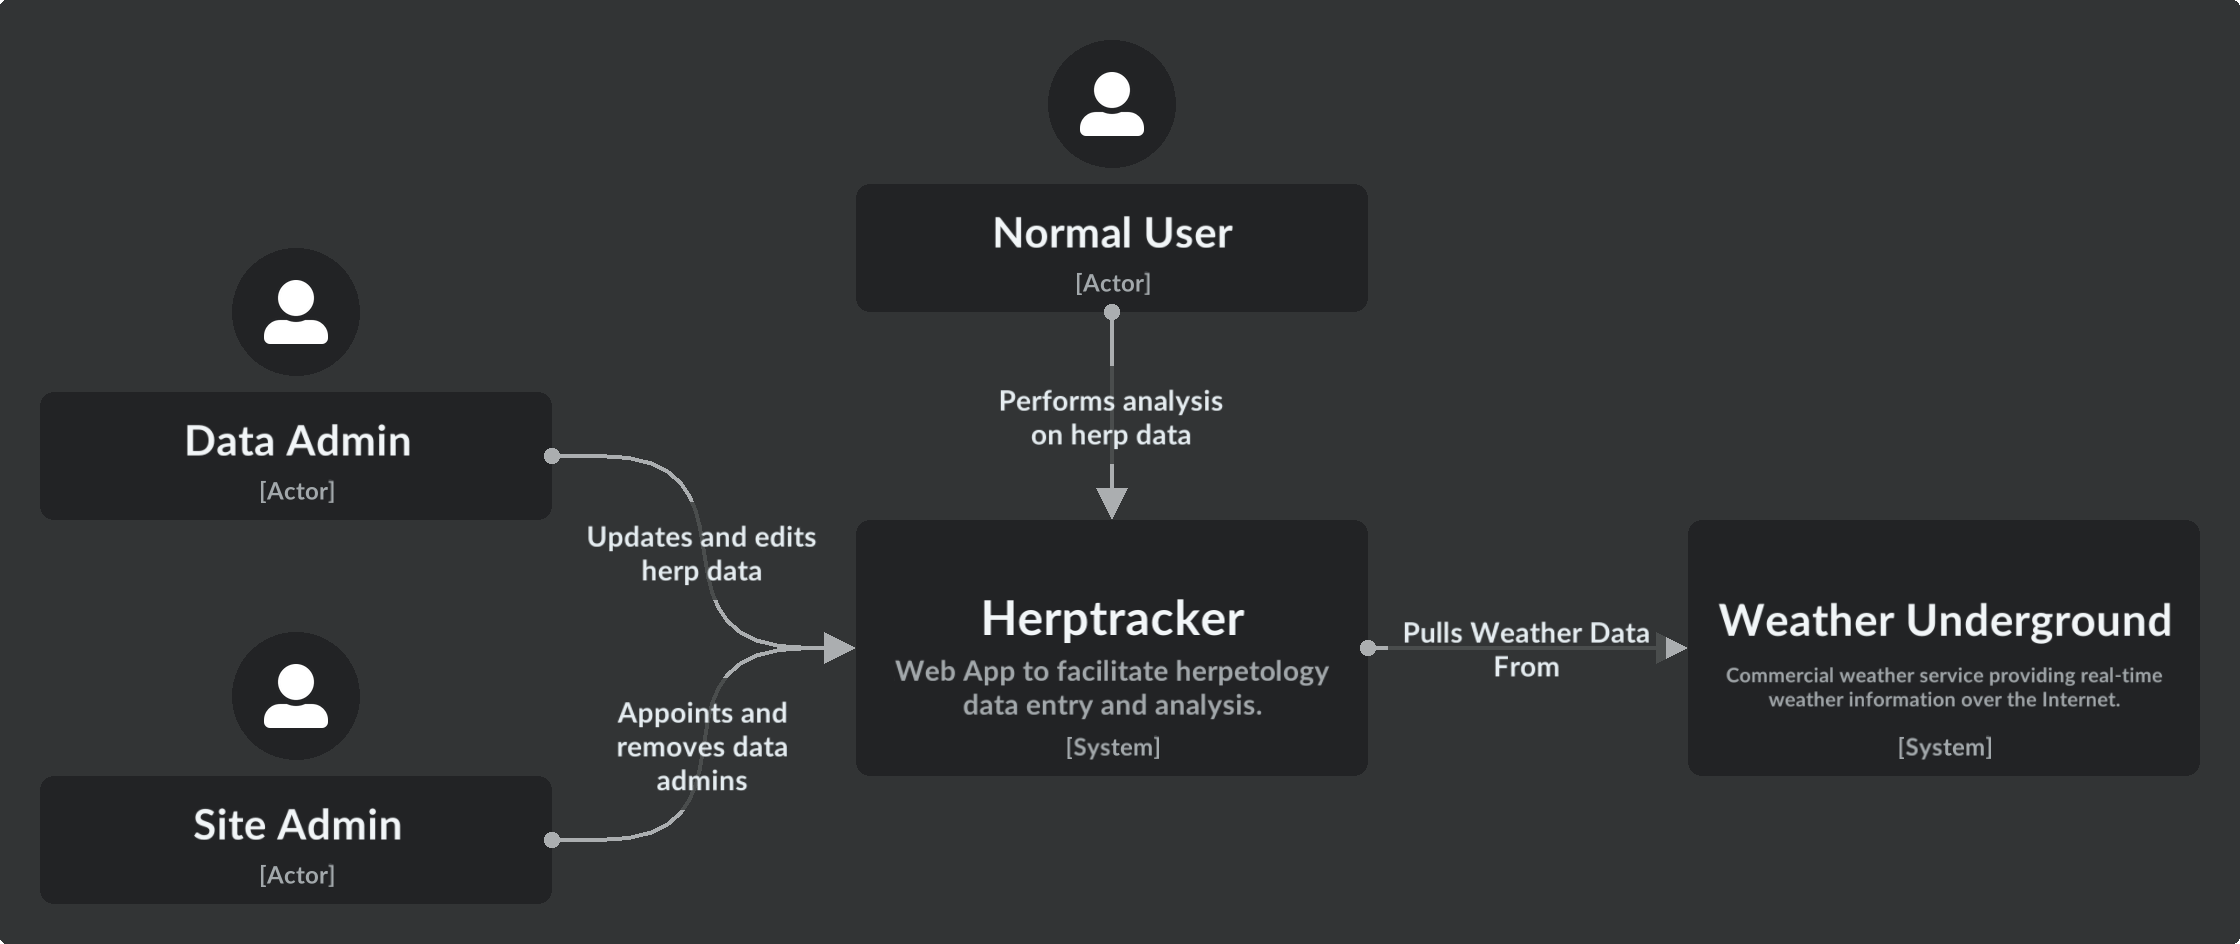 Normal User
[Actor]
Performs analysis
on herp data
Data Admin
[Actor]
Updates and edits
herp data
Site Admin
[Actor]
Appoints and
removes data
admins
Herptracker
Web App to facilitate herpetology
data entry and analysis.
[System]
Pulls Weather Data
From
Weather Underground
Commercial weather service providing real-time
weather information over the Internet.
[System]